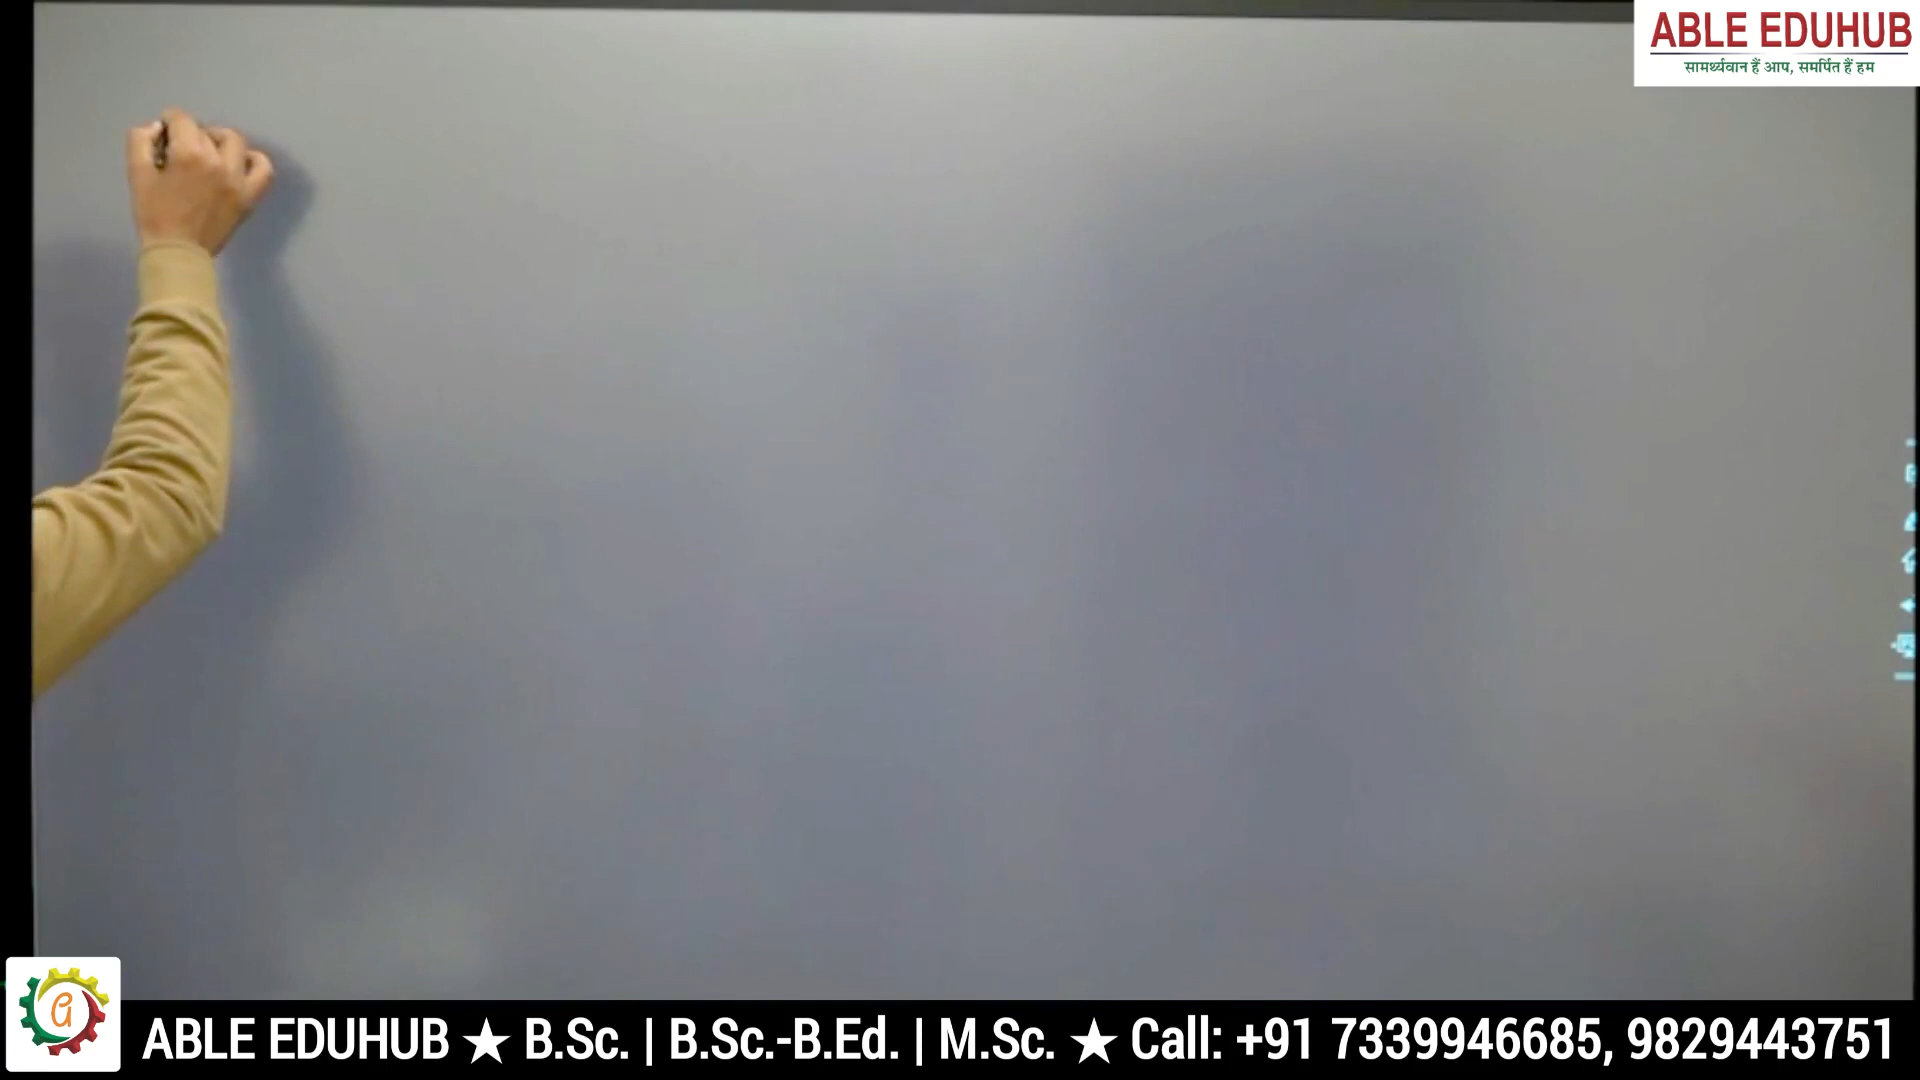 ABLE EDUHUB
सामर्थ्यवान हैं आप, समर्पित हैं हम
ABLE EDUHUB ★ B.Sc. | B.Sc.-B.Ed. | M.Sc. ★ Call: +91 7339946685, 9829443751